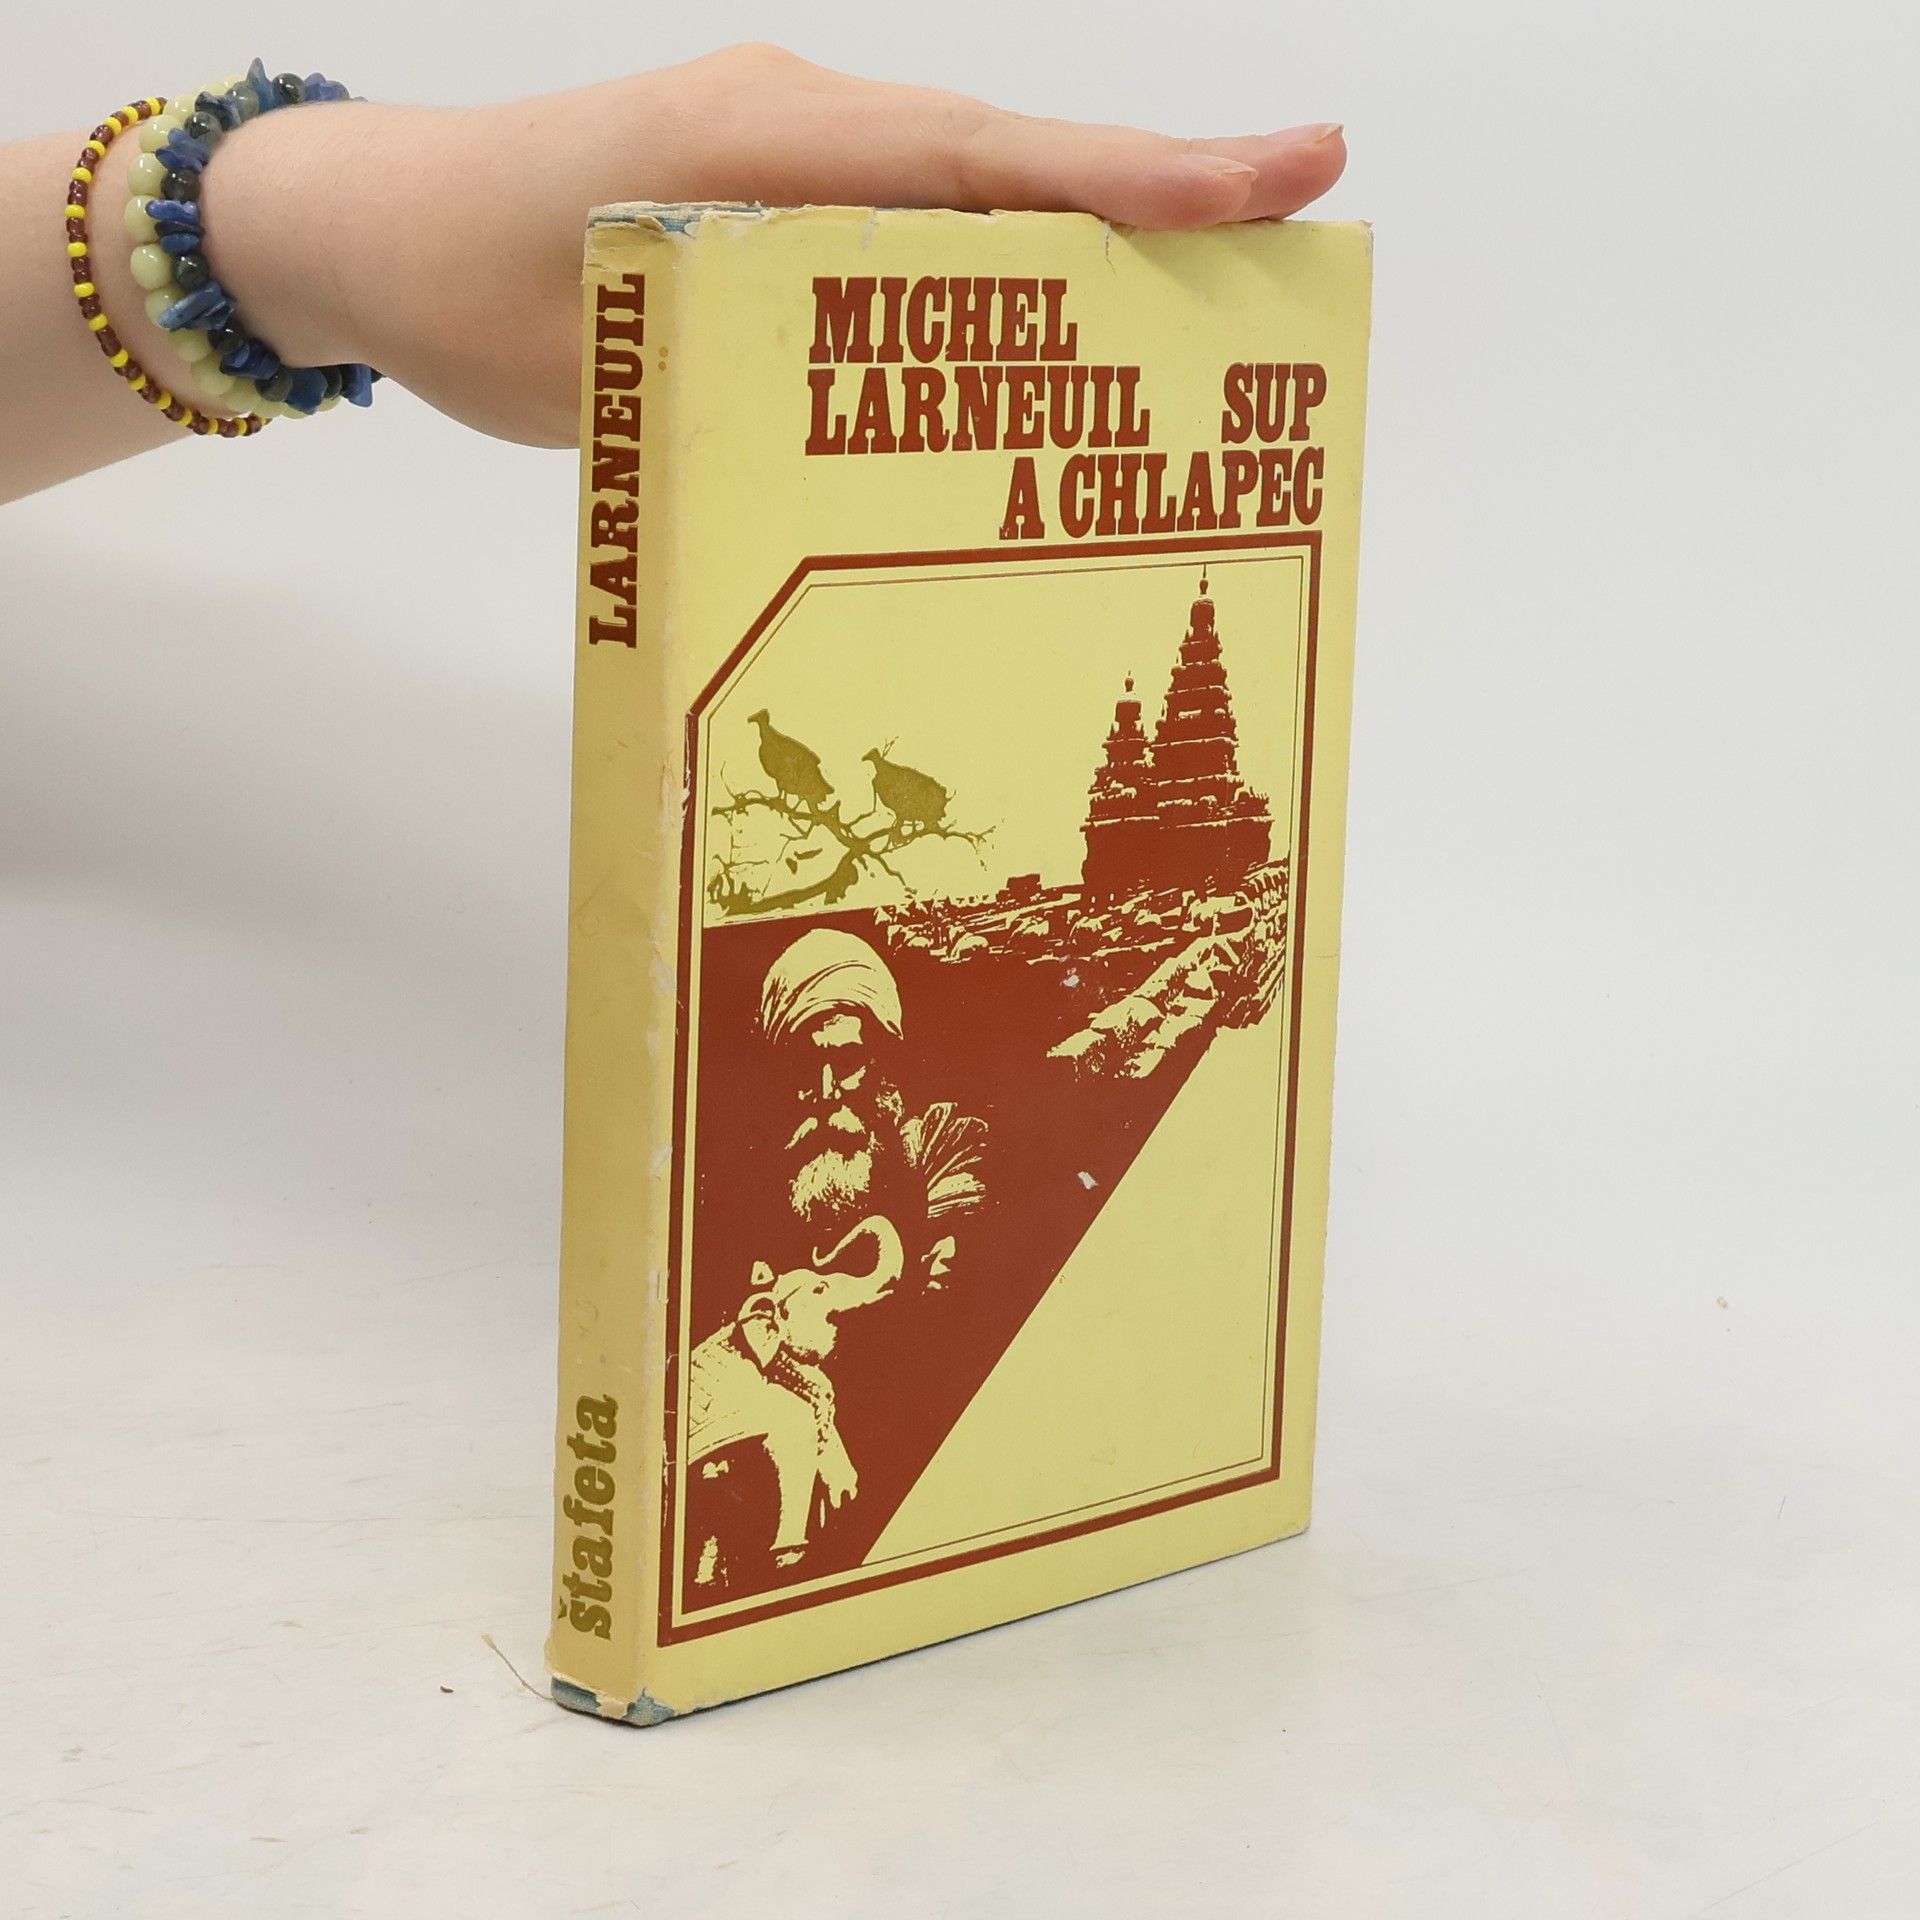 LARNEUIL
štafeta
MICHEL
LARNEUIL SUP
A CHLAPEC